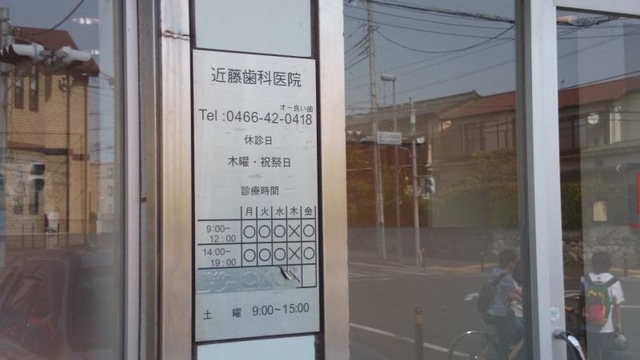 近藤歯科医院
オー良い歯
Tel :0466-42-0418
休診日
木曜・祝祭日
診療時間
月 火 水 木 金
9:00~12:00 ○ ○ ○ × ○
14:00~19:00 ○ ○ ○ × ○
土 曜 9:00~15:00